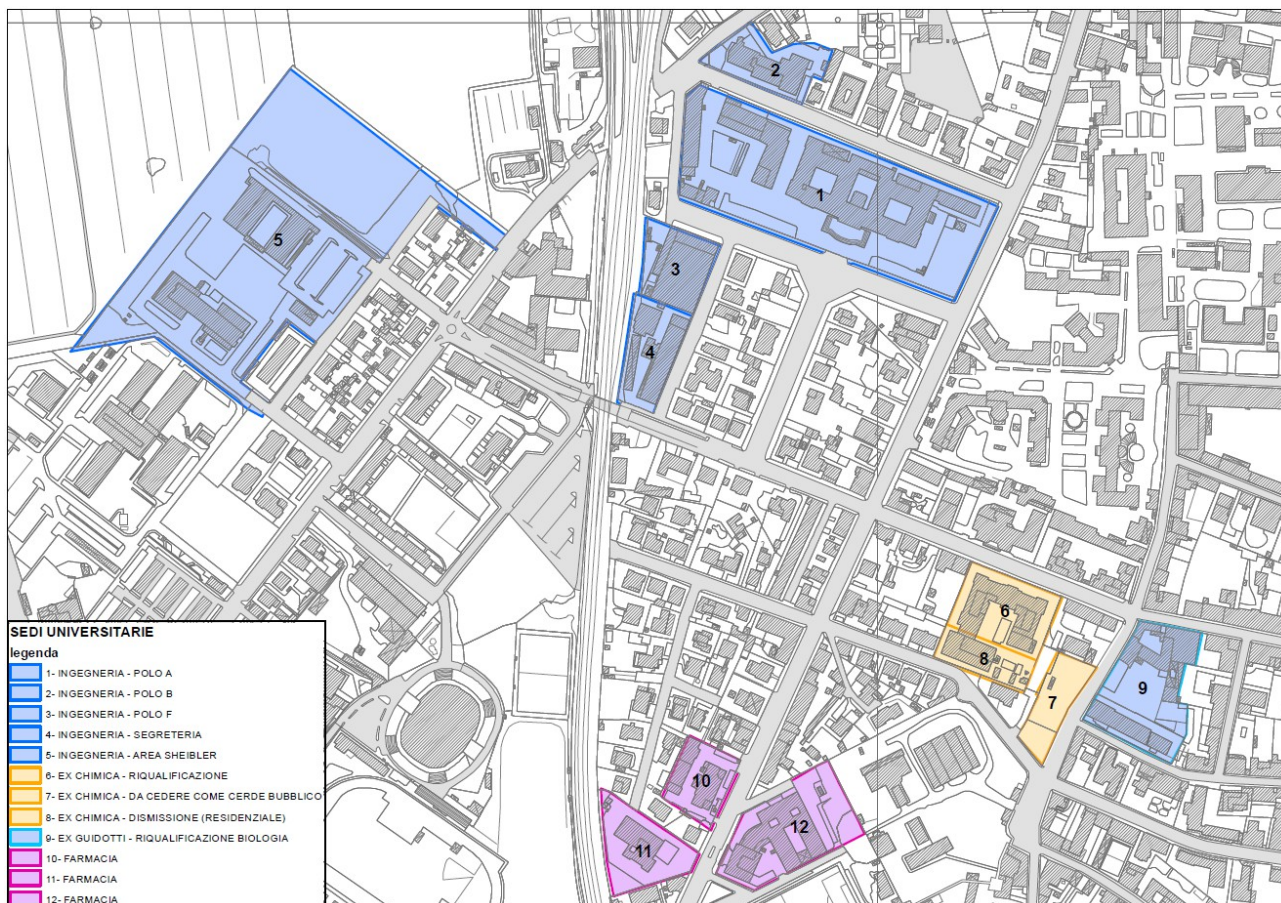 2
1
5
3
4
6
8
7
9
10
12
11
SEDI UNIVERSITARIE
legenda
1- INGEGNERIA - POLO A
2- INGEGNERIA - POLO B
3- INGEGNERIA - POLO F
4- INGEGNERIA - SEGRETERIA
5- INGEGNERIA - AREA SHEIBLER
6- EX CHIMICA - RIQUALIFICAZIONE
7- EX CHIMICA - DA CEDERE COME CERDE BUBBLICO
8- EX CHIMICA - DISMISSIONE (RESIDENZIALE)
9- EX GUIDOTTI - RIQUALIFICAZIONE BIOLOGIA
10- FARMACIA
11- FARMACIA
12- FARMACIA